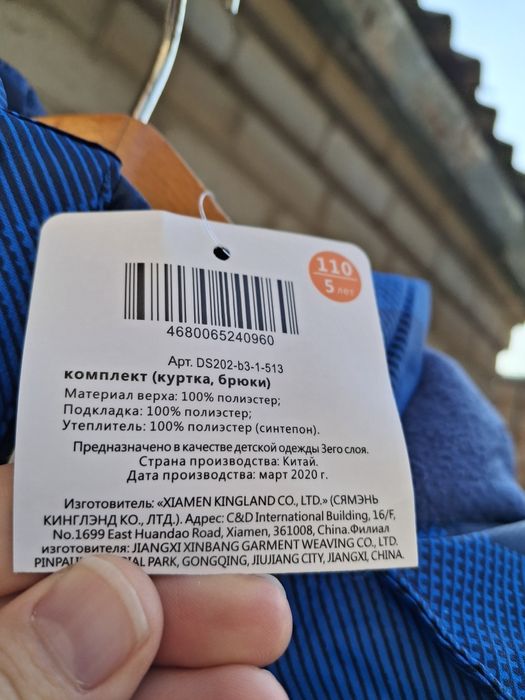 110
5 лет
4680065240960
Арт. DS202-b3-1-513
комплект (куртка, брюки)
Материал верха: 100% полиэстер;
Подкладка: 100% полиэстер;
Утеплитель: 100% полиэстер (синтепон).
Предназначено в качестве детской одежды 3его слоя.
Страна производства: Китай.
Дата производства: март 2020 г.
Изготовитель: «XIAMEN KINGLAND CO., LTD.» (СЯМЭНЬ
КИНГЛЭНД КО., ЛТД.). Адрес: C&D International Building, 16/F,
No.1699 East Huandao Road, Xiamen, 361008, China.Филиал
изготовителя: JIANGXI XINBANG GARMENT WEAVING CO., LTD.
PARK, GONGQING, JIUJIANG CITY, JIANGXI, CHINA.